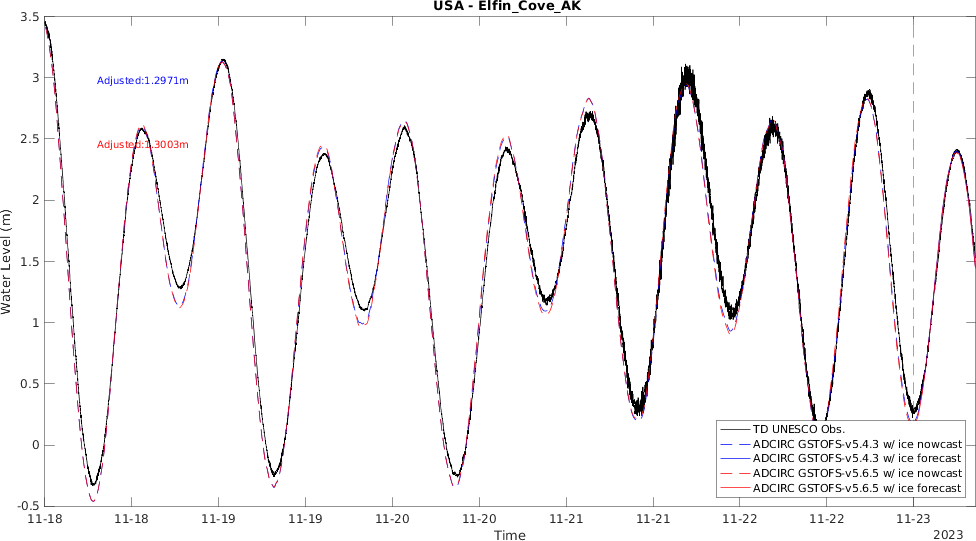 USA - Elfin_Cove_AK
3.5
3
2.5
2
1.5
1
0.5
0
-0.5
Water Level (m)
Adjusted:1.2971m
Adjusted:1.3003m
TD UNESCO Obs.
ADCIRC GSTOFS-v5.4.3 w/ ice nowcast
ADCIRC GSTOFS-v5.4.3 w/ ice forecast
ADCIRC GSTOFS-v5.6.5 w/ ice nowcast
ADCIRC GSTOFS-v5.6.5 w/ ice forecast
11-18 11-18 11-19 11-19 11-20 11-20 11-21 11-21 11-22 11-22 11-23
Time
2023